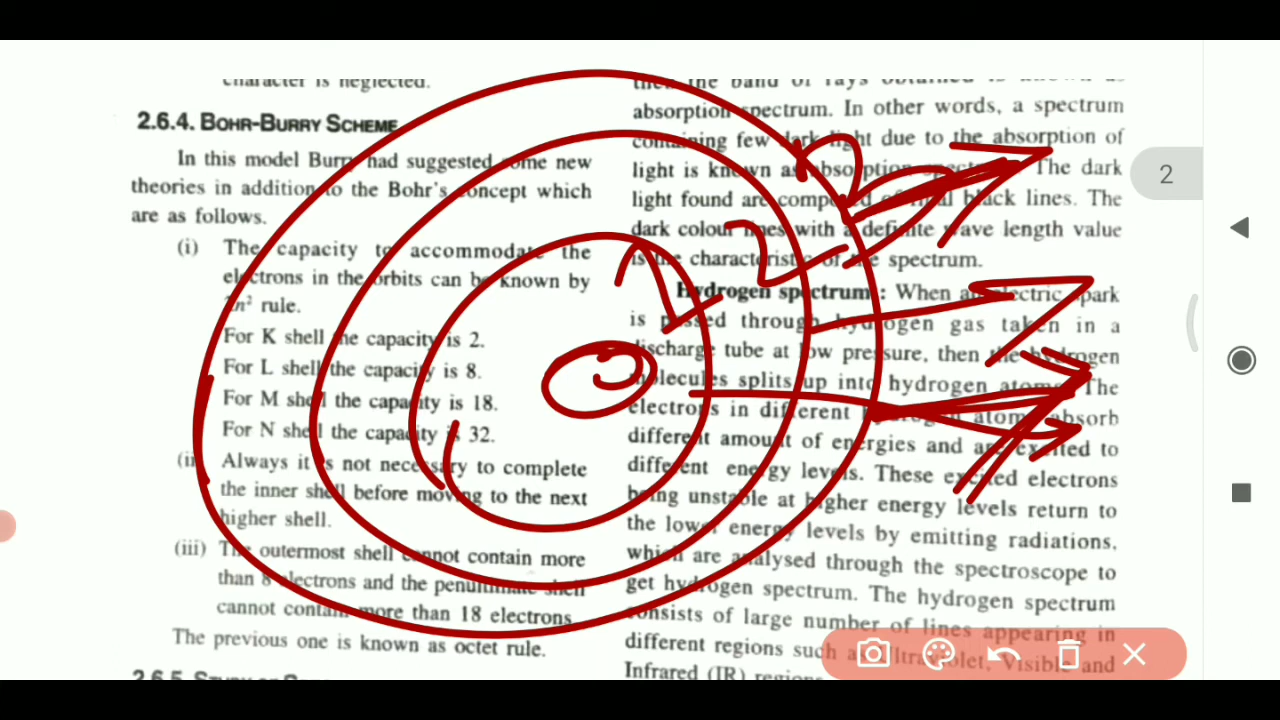 character is neglected.
2.6.4. BOHR-BURRY SCHEME
In this model Burry had suggested some new
theories in addition to the Bohr's concept which
are as follows.
(i) The capacity to accommodate the
electrons in the orbits can be known by
2n² rule.
For K shell the capacity is 2.
For L shell the capacity is 8.
For M shell the capacity is 18.
For N shell the capacity is 32.
(ii) Always it is not necessary to complete
the inner shell before moving to the next
higher shell.
(iii) The outermost shell cannot contain more
than 8 electrons and the penultimate shell
cannot contain more than 18 electrons
The previous one is known as octet rule.
2.6.5.
the band of rays obtained is known as
absorption spectrum. In other words, a spectrum
containing few dark light due to the absorption of
light is known as absorption spectrum. The dark
light found are composed of small black lines. The
dark colour lines with a definite wave length value
is the characteristic of the spectrum.
Hydrogen spectrum : When an electric spark
is passed through hydrogen gas taken in a
discharge tube at low pressure, then the hydrogen
molecules splits up into hydrogen atoms. The
electrons in different hydrogen atoms absorb
different amount of energies and are excited to
different energy levels. These excited electrons
being unstable at higher energy levels return to
the lower energy levels by emitting radiations,
which are analysed through the spectroscope to
get hydrogen spectrum. The hydrogen spectrum
consists of large number of lines appearing in
different regions such as Ultraviolet, Visible and
Infrared (IR) regions
2